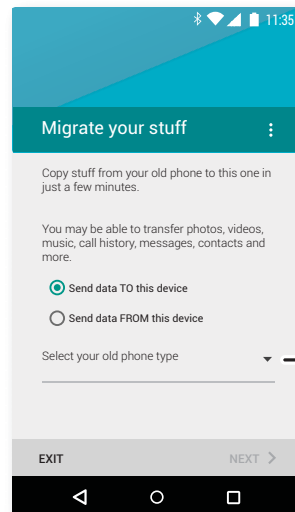 11:35
Migrate your stuff
Copy stuff from your old phone to this one in
just a few minutes.
You may be able to transfer photos, videos,
music, call history, messages, contacts and
more.
Send data TO this device
Send data FROM this device
Select your old phone type
EXIT
NEXT